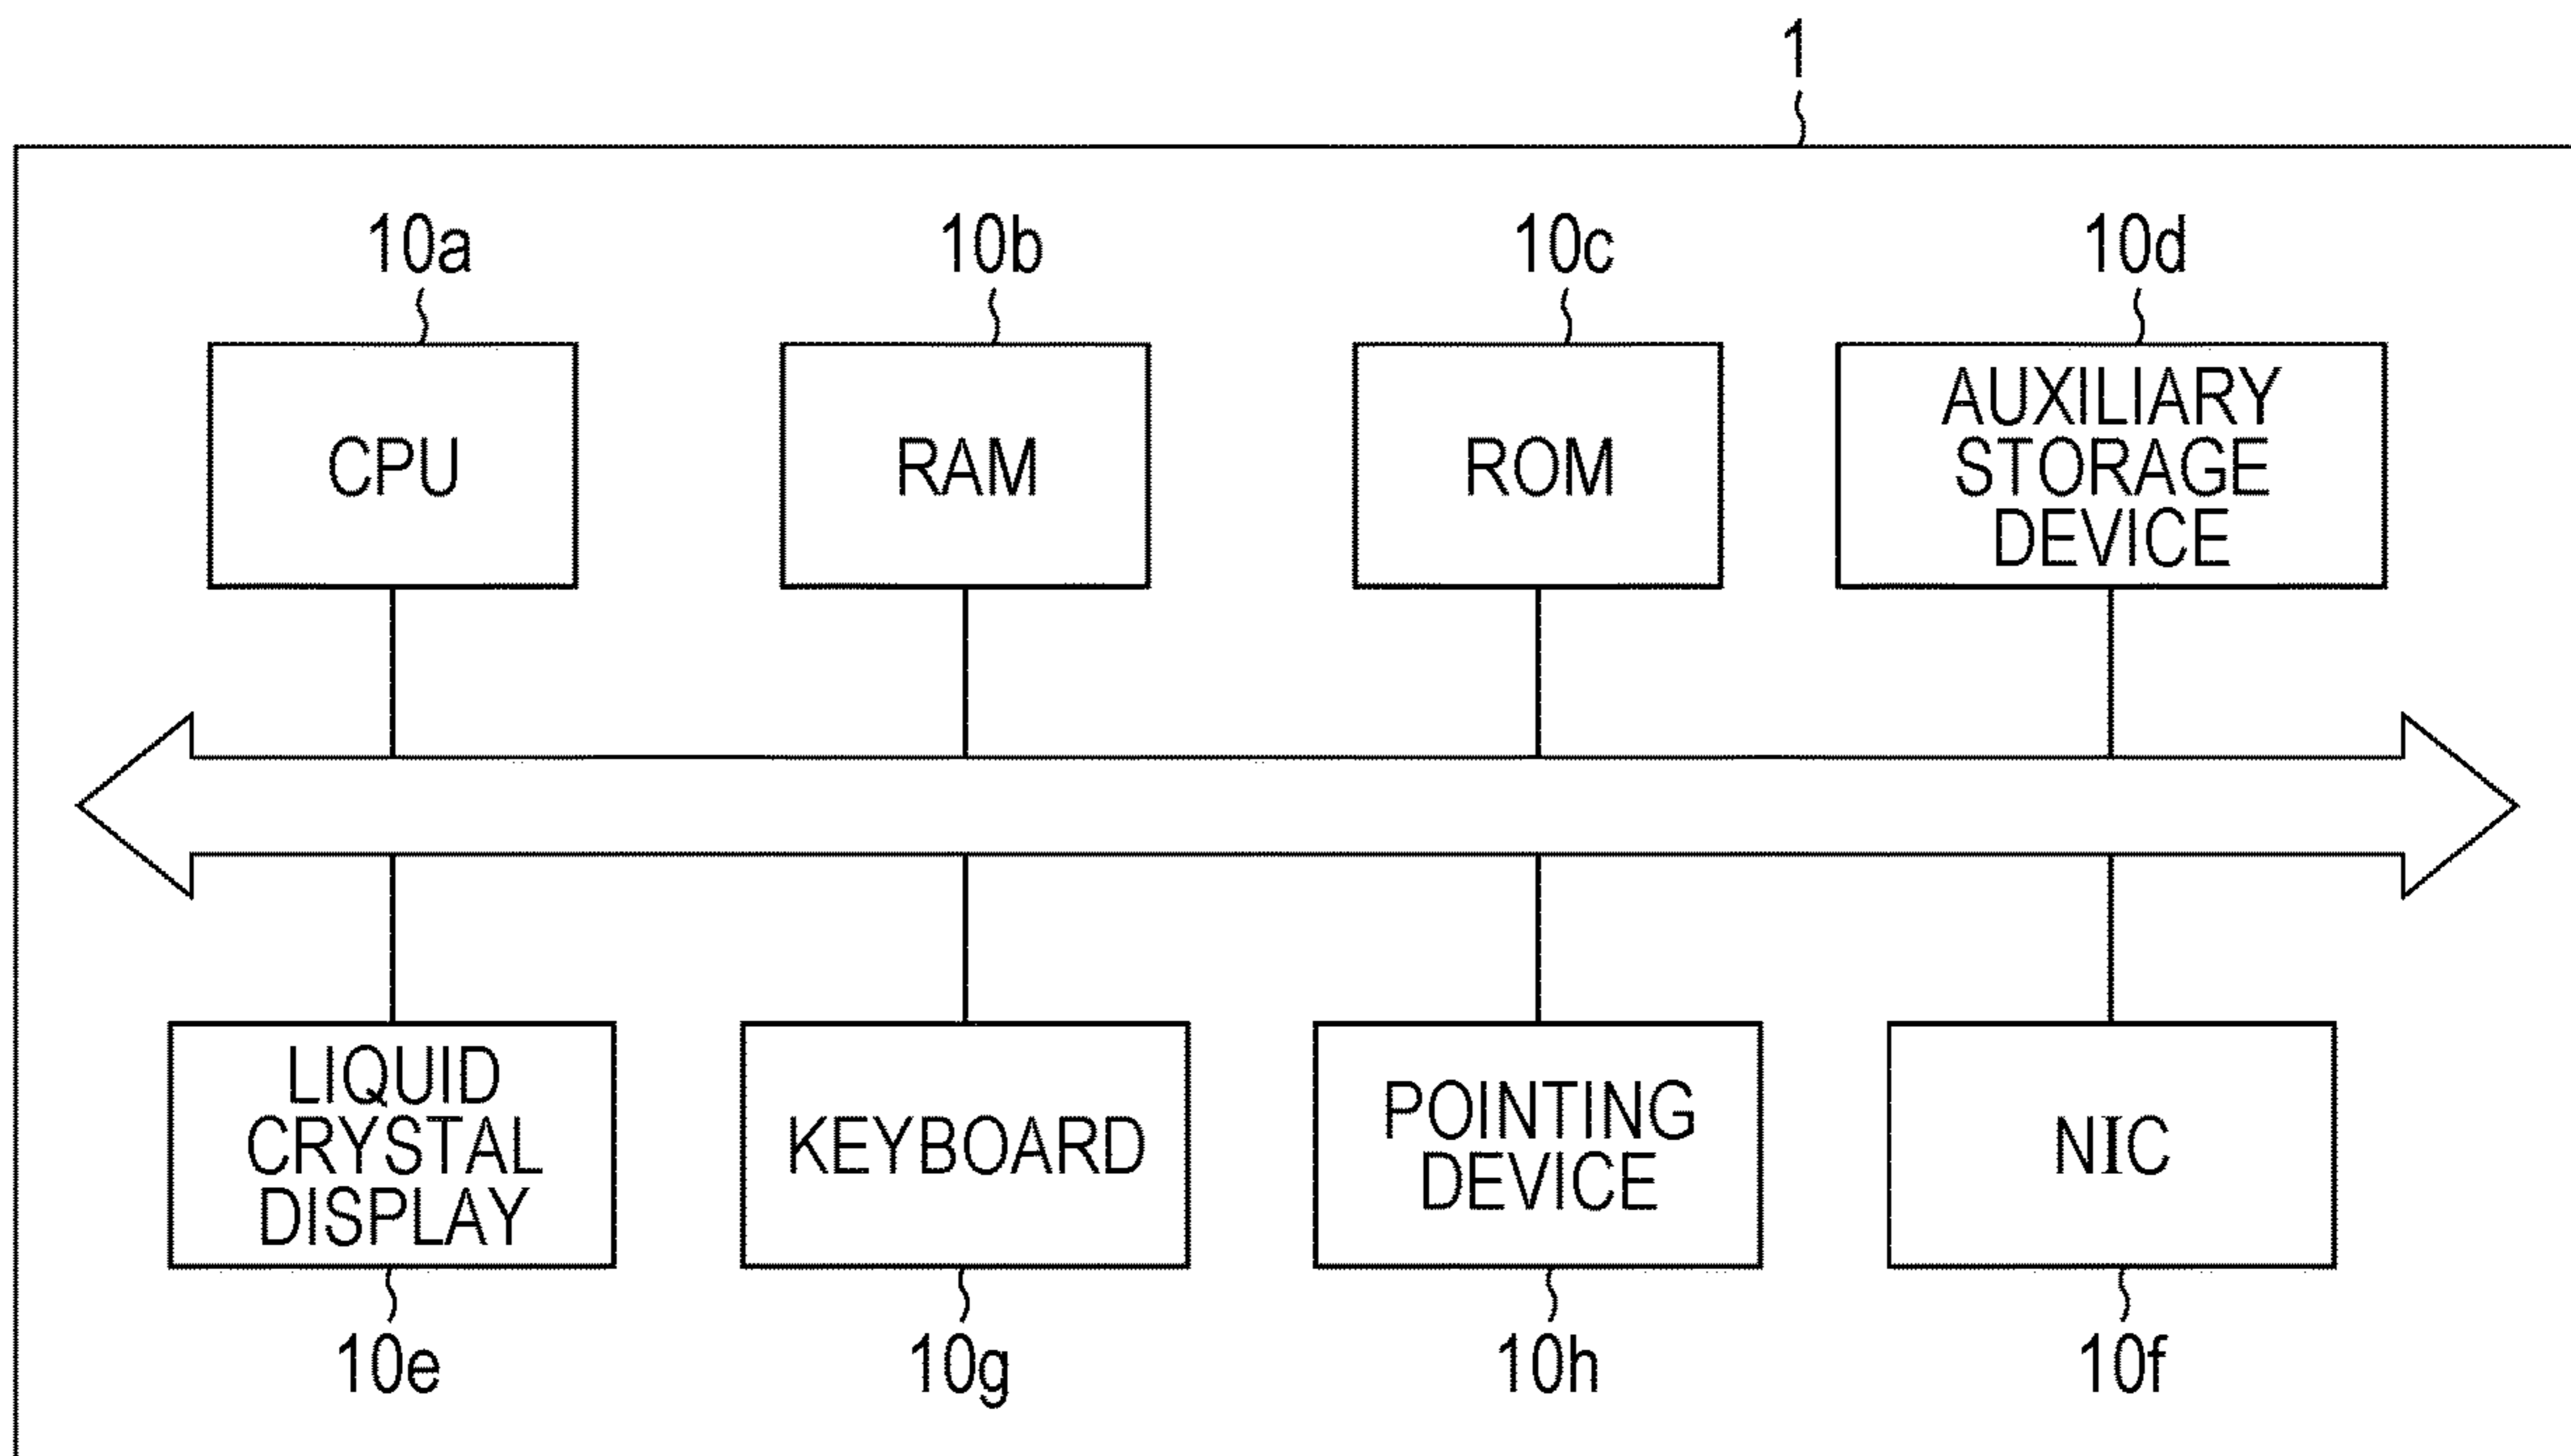 1
10a
10b
10c
10d
CPU
RAM
ROM
AUXILIARY
STORAGE
DEVICE
LIQUID
CRYSTAL
DISPLAY
KEYBOARD
POINTING
DEVICE
NIC
10e
10g
10h
10f